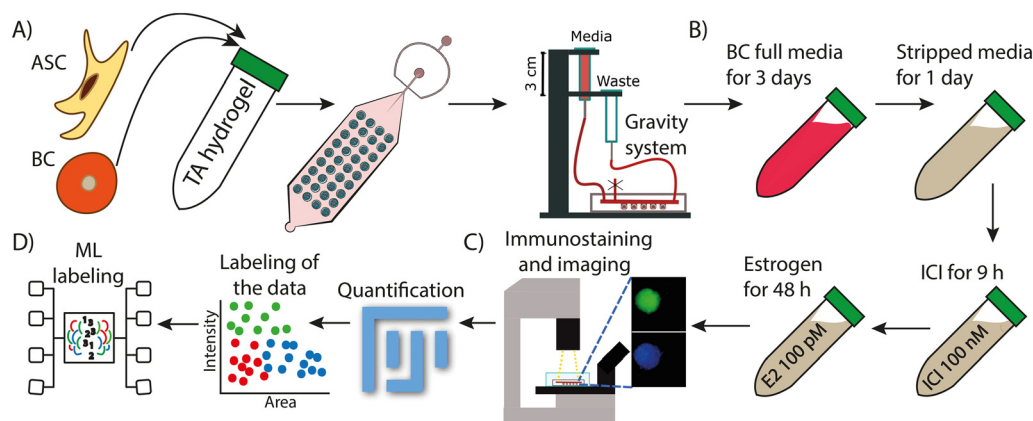 A)
ASC
BC
TA hydrogel
Media
3 cm
Waste
Gravity
system
B)
BC full media
for 3 days
Stripped media
for 1 day
ICI for 9 h
ICI 100 nM
Estrogen
for 48 h
E2 100 pM
C)
Immunostaining
and imaging
Quantification
Labeling of
the data
Intensity
Area
D)
ML
labeling